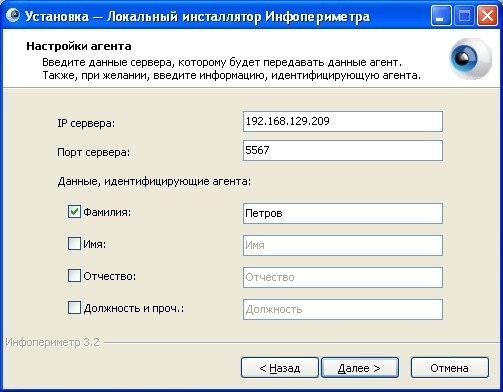 Установка — Локальный инсталлятор Инфопериметра
Настройки агента
Введите данные сервера, которому будет передавать данные агент.
Также, при желании, введите информацию, идентифицирующую агента.
IP сервера: 192.168.129.209
Порт сервера: 5567
Данные, идентифицирующие агента:
Фамилия: Петров
Имя: Имя
Отчество: Отчество
Должность и проч.: Должность
Инфопериметр 3.2
< Назад Далее > Отмена